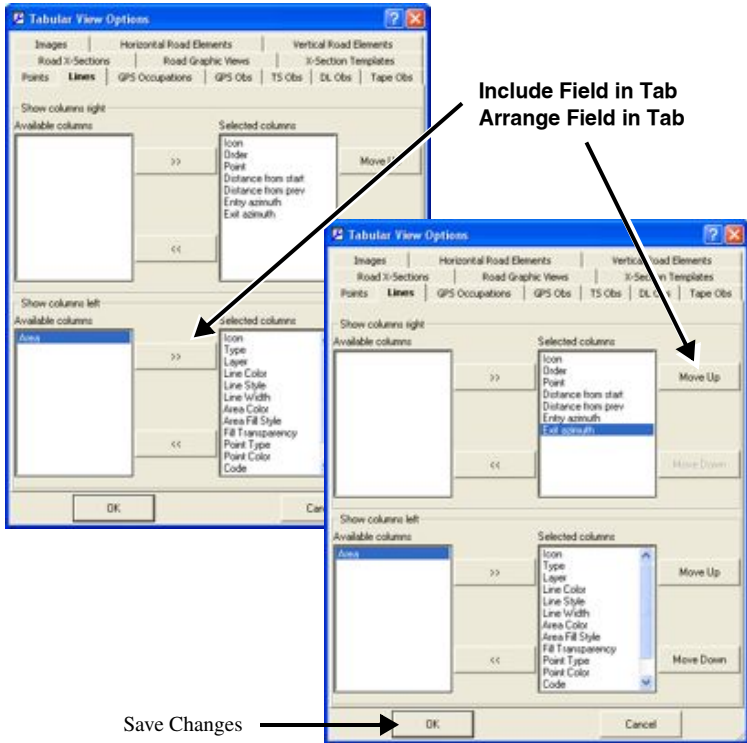 Tabular View Options
Images Horizontal Road Elements Vertical Road Elements
Road X-Sections Road Graphic Views X-Section Templates
Points Lines GPS Occupations GPS Obs TS Obs DL Obs Tape Obs
Show columns right
Available columns Selected columns
Icon
Order
Point
Distance from start
Distance from prev
Entry azimuth
Exit azimuth
>>
Move
<<
Show columns left
Available columns Selected columns
Area
Icon
Type
Layer
Line Color
Line Style
Line Width
Area Color
Area Fill Style
Fill Transparency
Point Type
Point Color
Code
>>
<<
OK
Include Field in Tab
Arrange Field in Tab
Tabular View Options
Images Horizontal Road Elements Vertical Road Elements
Road X-Sections Road Graphic Views X-Section Templates
Points Lines GPS Occupations GPS Obs TS Obs DL Obs Tape Obs
Show columns right
Available columns Selected columns
Icon
Order
Point
Distance from start
Distance from prev
Entry azimuth
Exit azimuth
>> Move Up
<< Move Down
Show columns left
Available columns Selected columns
Area
Icon
Type
Layer
Line Color
Line Style
Line Width
Area Color
Area Fill Style
Fill Transparency
Point Type
Point Color
Code
>> Move Up
<< Move Down
Save Changes
OK Cancel